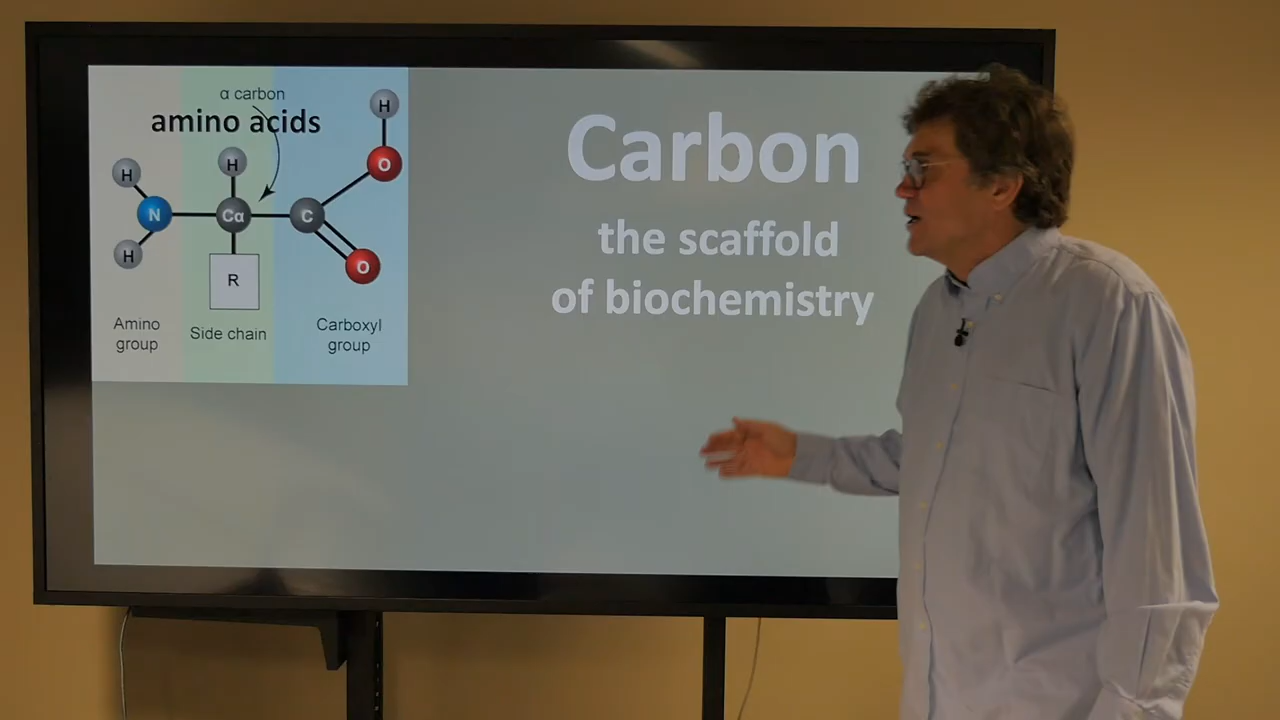 α carbon
amino acids
H
H
H
O
N
Cα
C
H
O
R
Amino
group
Side chain
Carboxyl
group
Carbon
the scaffold
of biochemistry